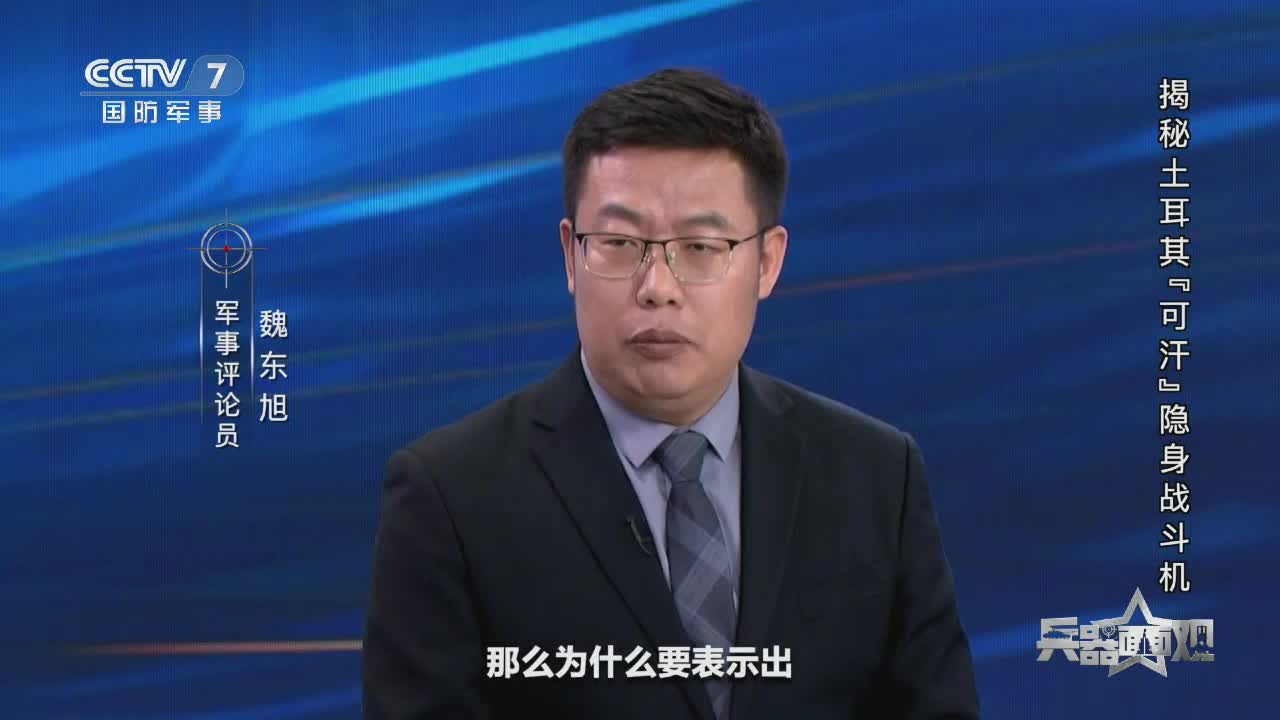 CCTV 7
国防军事
揭秘土耳其『可汗』隐身战斗机
魏东旭
军事评论员
那么为什么要表示出
兵器面面观